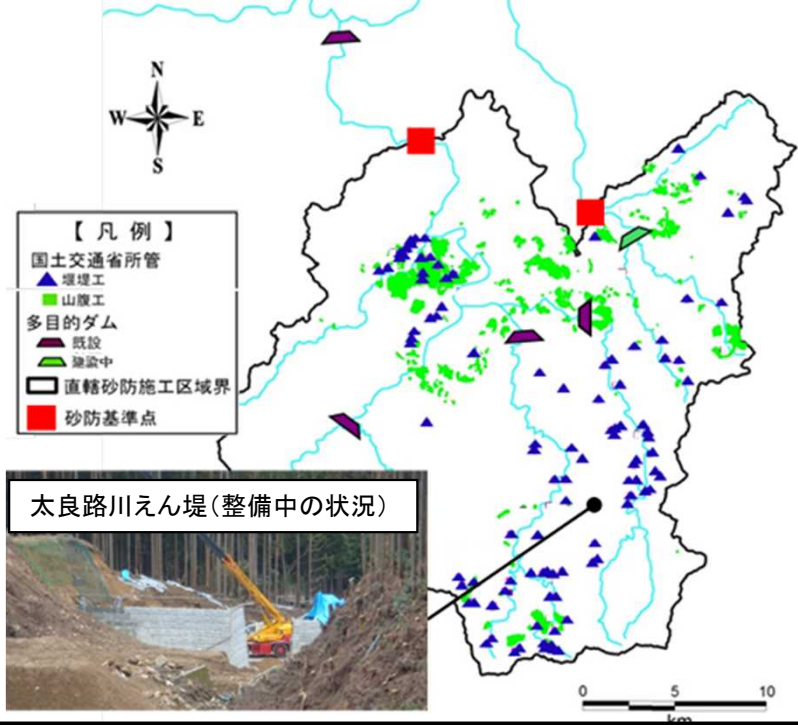 N
W E
S
【 凡 例 】
国土交通省所管
堰堤工
山腹工
多目的ダム
既設
建設中
直轄砂防施工区域界
砂防基準点
太良路川えん堤(整備中の状況)
0 5 10
km